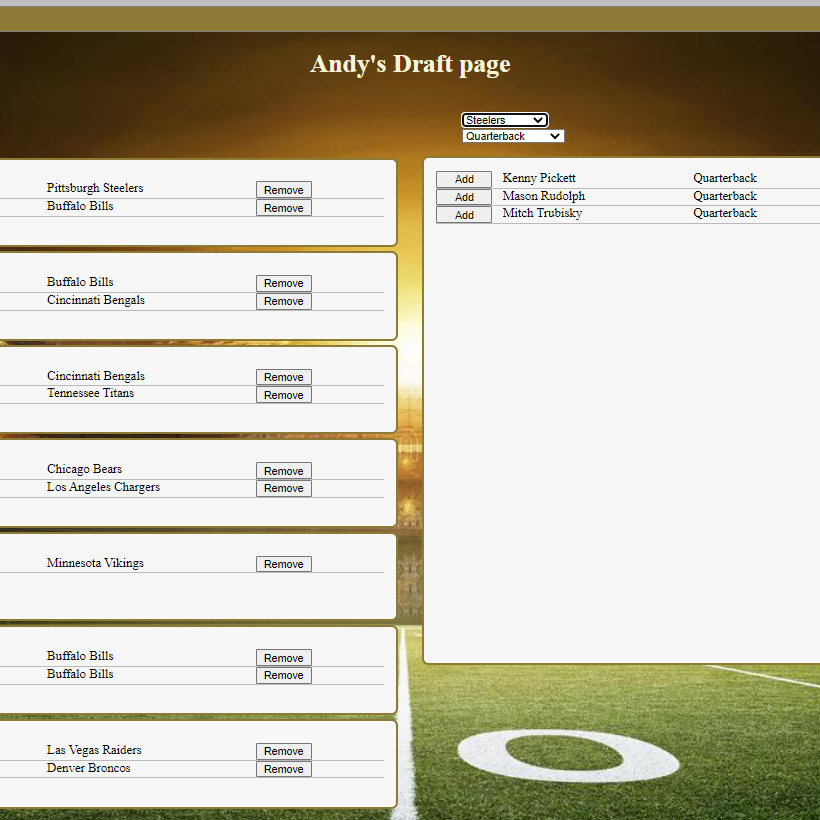 Andy's Draft page
Steelers
Quarterback
Pittsburgh Steelers Remove
Buffalo Bills Remove
Buffalo Bills Remove
Cincinnati Bengals Remove
Cincinnati Bengals Remove
Tennessee Titans Remove
Chicago Bears Remove
Los Angeles Chargers Remove
Minnesota Vikings Remove
Buffalo Bills Remove
Buffalo Bills Remove
Las Vegas Raiders Remove
Denver Broncos Remove
Add Kenny Pickett Quarterback
Add Mason Rudolph Quarterback
Add Mitch Trubisky Quarterback